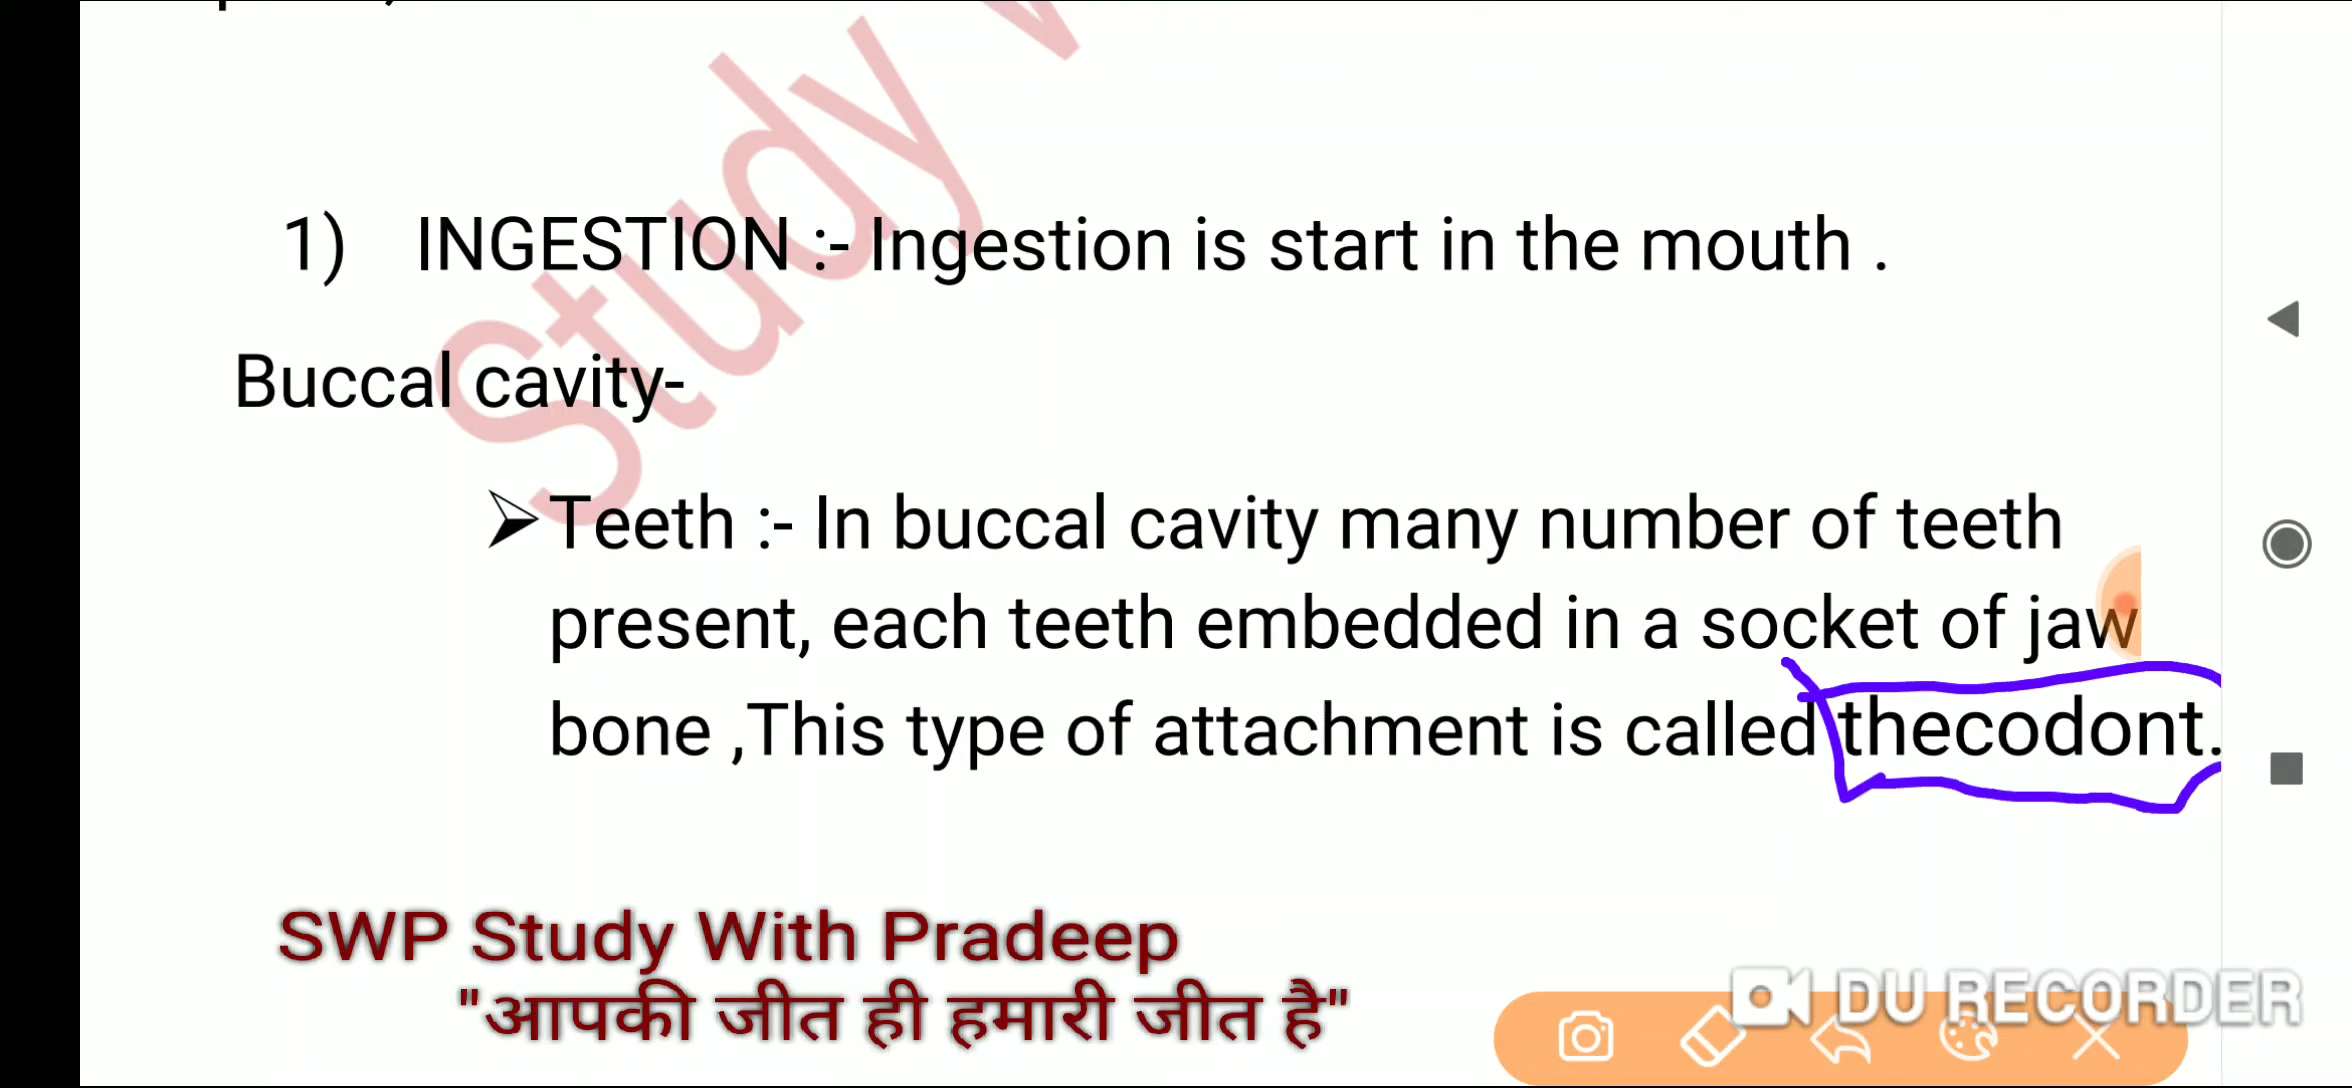 1) INGESTION :- Ingestion is start in the mouth .
Buccal cavity-
Teeth :- In buccal cavity many number of teeth
present, each teeth embedded in a socket of jaw
bone ,This type of attachment is called thecodont.
SWP Study With Pradeep
"आपकी जीत ही हमारी जीत है"
DU RECORDER
Study